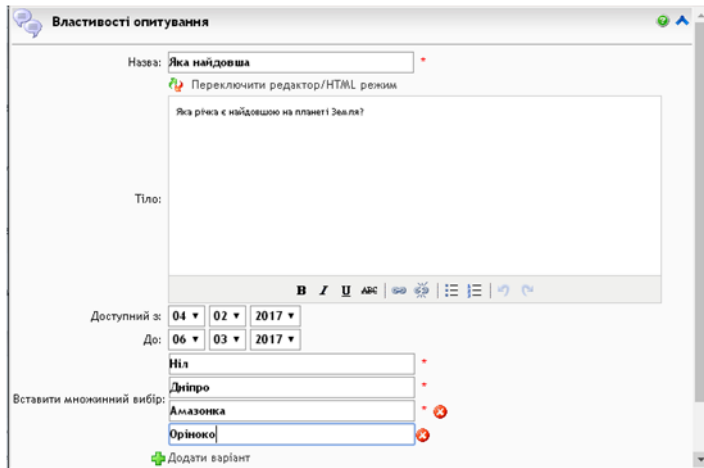 Властивості опитування
Назва: Яка найдовша *
Переключити редактор/HTML режим
Яка річка є найдовшою на планеті Земля?
Тіло:
B I U ABC
Доступний з: 04 02 2017
До: 06 03 2017
Ніл *
Дніпро *
Вставити множинний вибір:
Амазонка *
Оріноко
Додати варіант